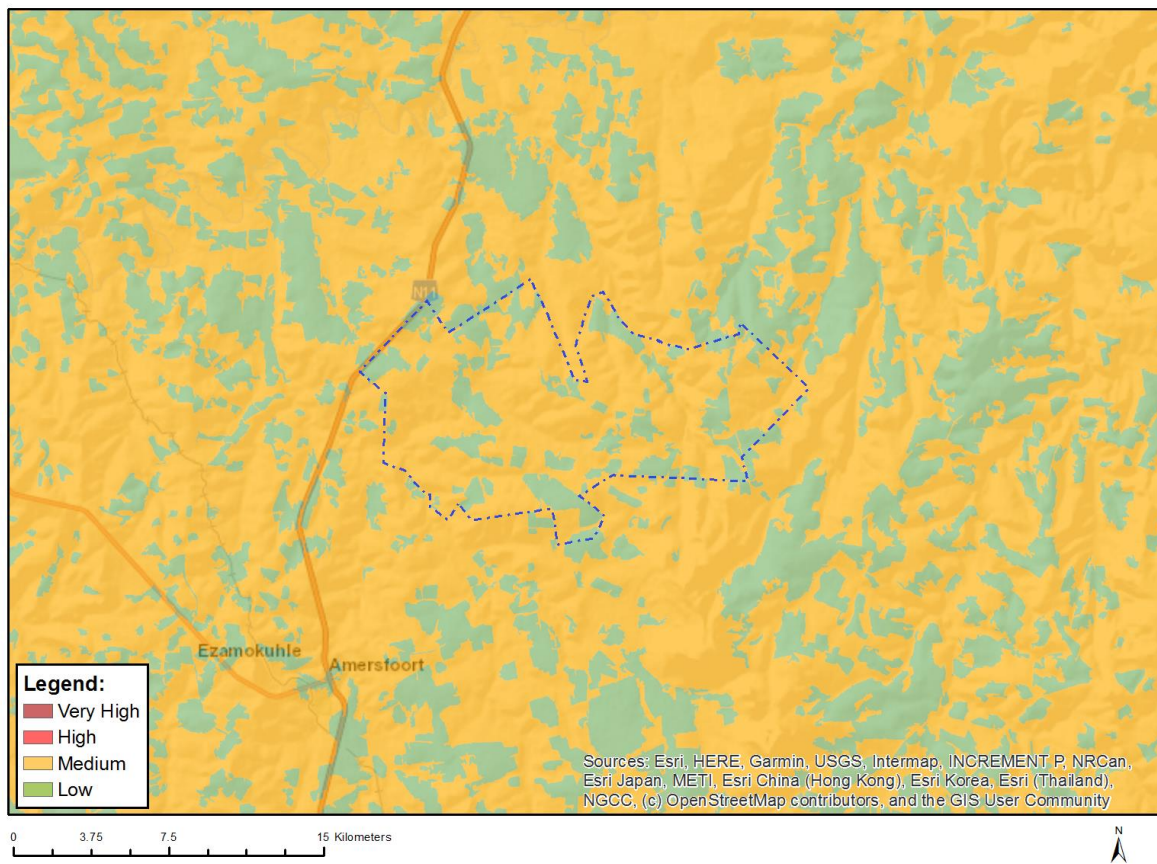 N11
Ezamokuhle
Amersfoort
Legend:
Very High
High
Medium
Low
Sources: Esri, HERE, Garmin, USGS, Intermap, INCREMENT P, NRCan,
Esri Japan, METI, Esri China (Hong Kong), Esri Korea, Esri (Thailand),
NGCC, (c) OpenStreetMap contributors, and the GIS User Community
0 3.75 7.5 15 Kilometers
N